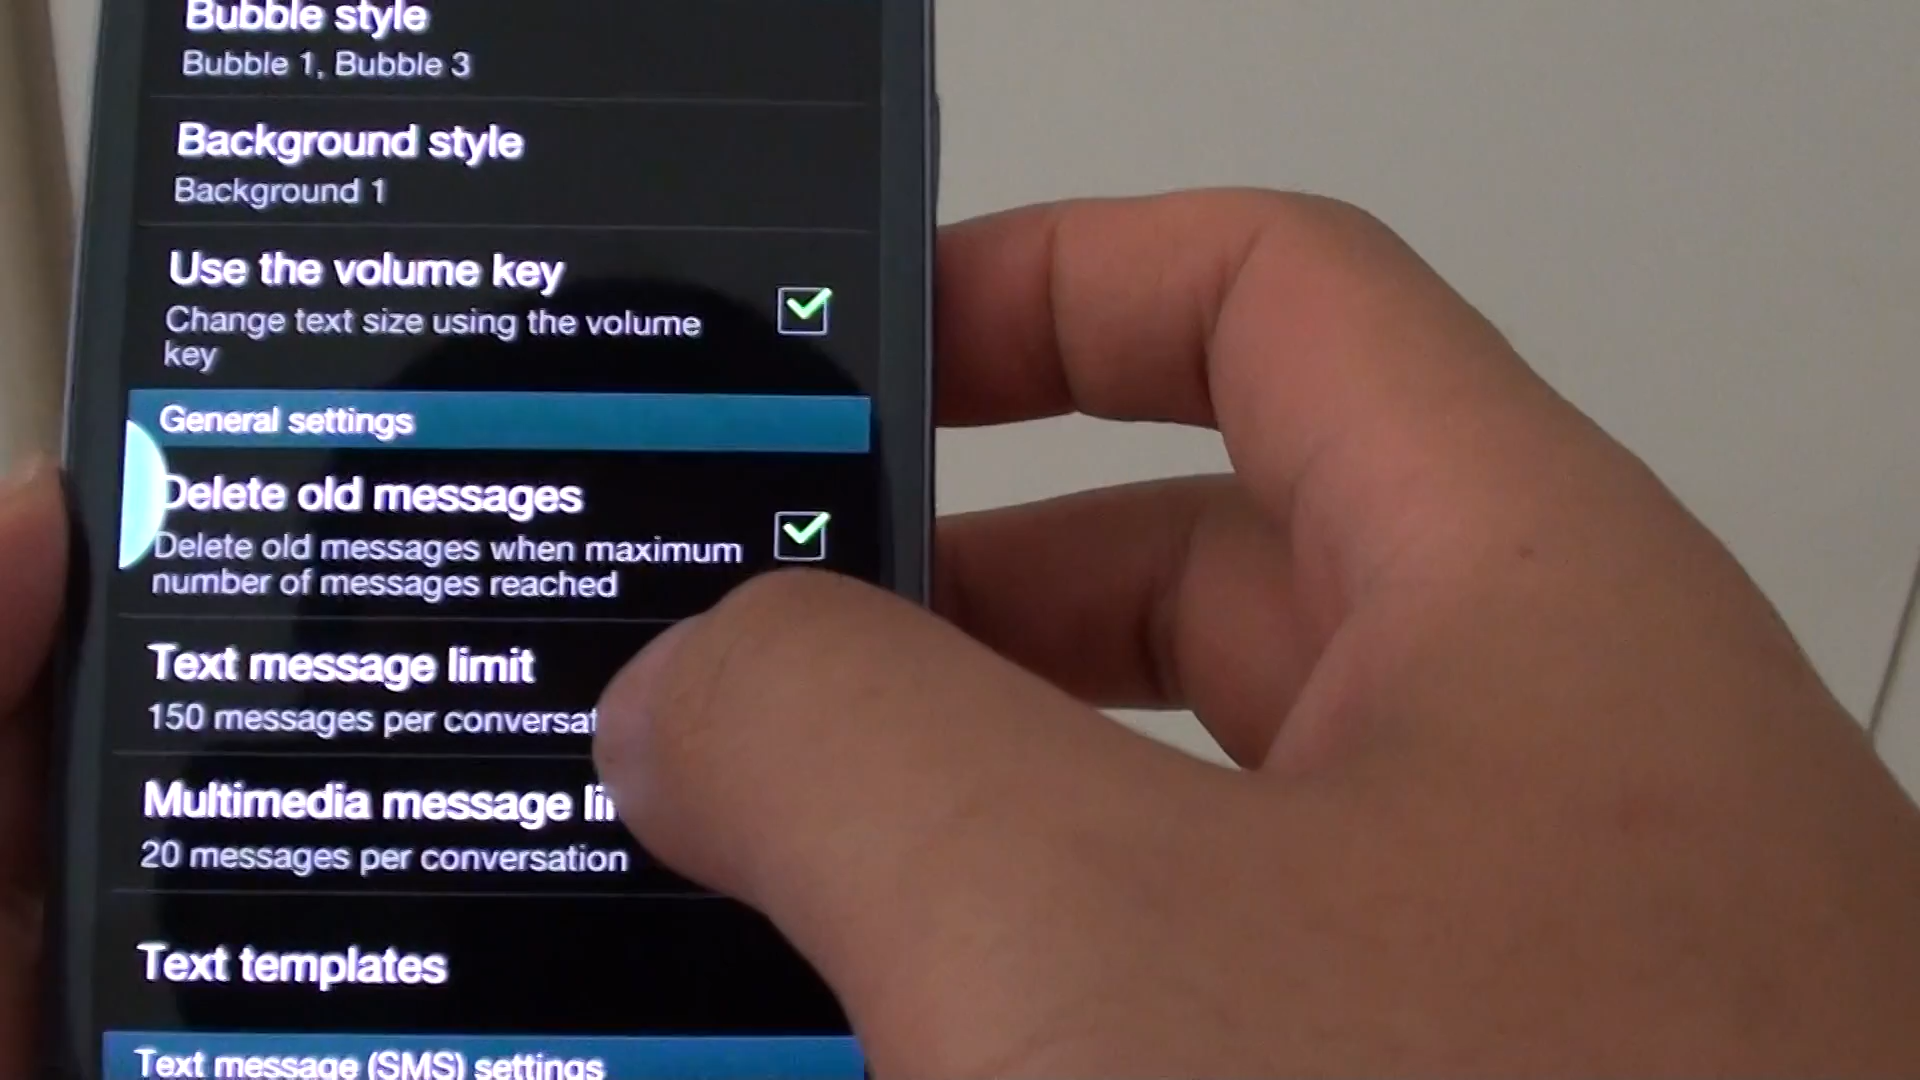 Bubble style
Bubble 1, Bubble 3
Background style
Background 1
Use the volume key
Change text size using the volume
key
General settings
Delete old messages
Delete old messages when maximum
number of messages reached
Text message limit
150 messages per
Multimedia message
20 messages per conversation
Text templates
Text message (SMS) settings